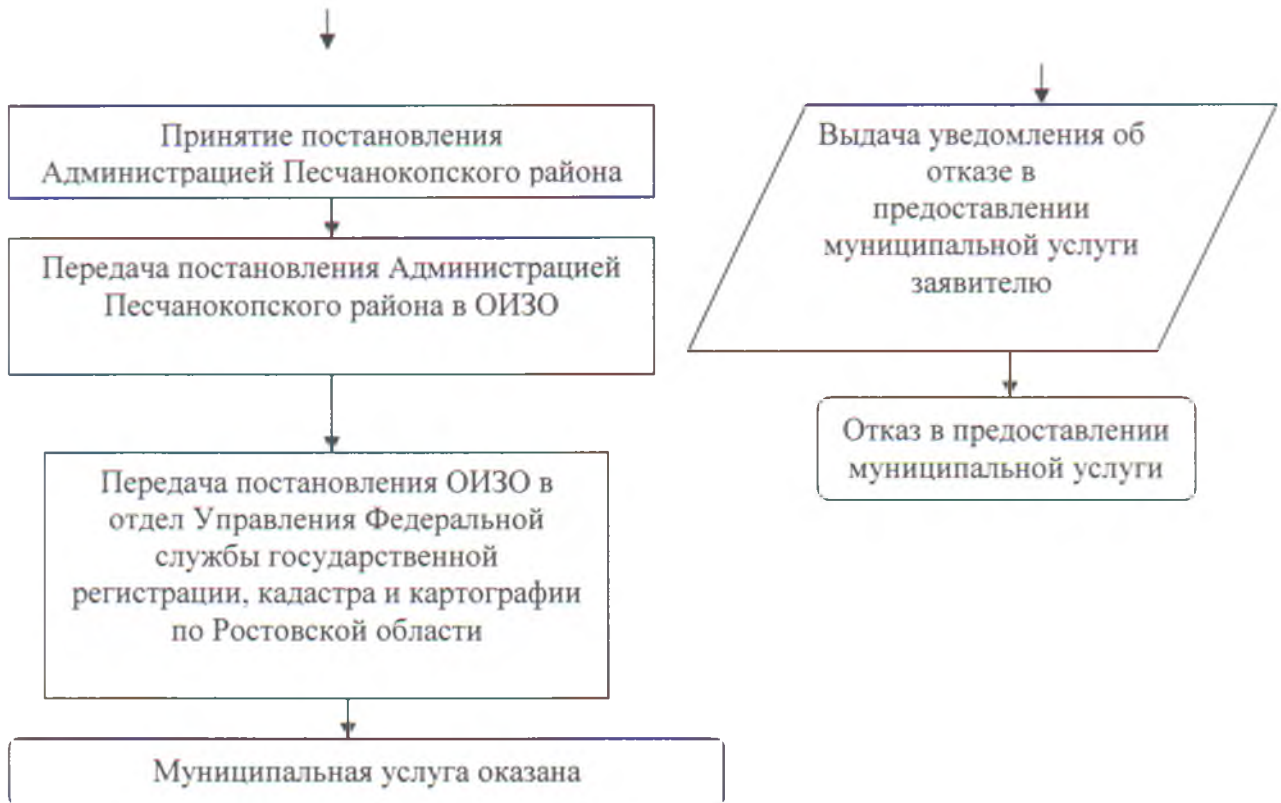 Принятие постановления
Администрацией Песчанокопского района
Передача постановления Администрацией
Песчанокопского района в ОИЗО
Передача постановления ОИЗО в
отдел Управления Федеральной
службы государственной
регистрации, кадастра и картографии
по Ростовской области
Муниципальная услуга оказана
Выдача уведомления об
отказе в
предоставлении
муниципальной услуги
заявителю
Отказ в предоставлении
муниципальной услуги